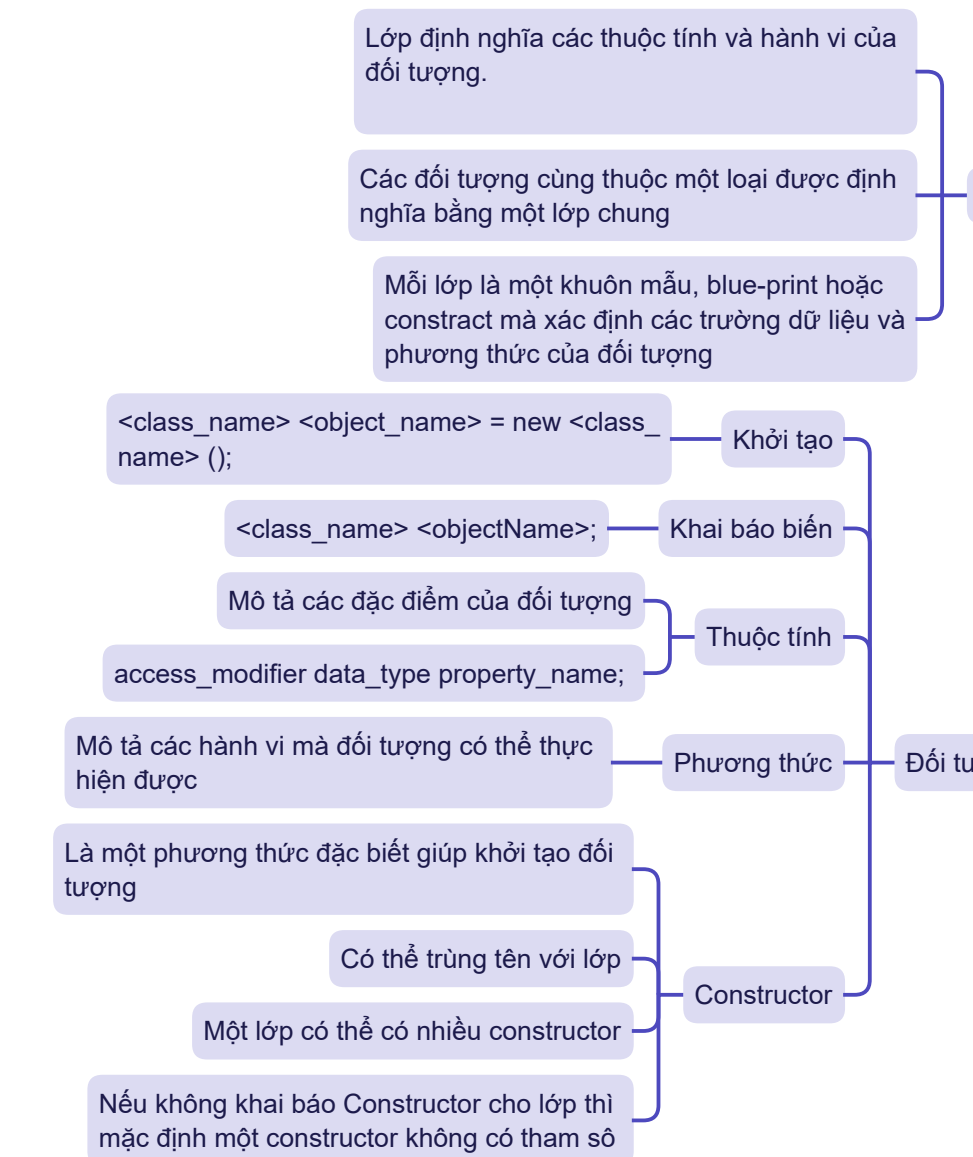 Lớp định nghĩa các thuộc tính và hành vi của
đối tượng.
Các đối tượng cùng thuộc một loại được định
nghĩa bằng một lớp chung
Mỗi lớp là một khuôn mẫu, blue-print hoặc
constract mà xác định các trường dữ liệu và
phương thức của đối tượng
<class_name> <object_name> = new <class_
name> ();
Khởi tạo
<class_name> <objectName>;
Khai báo biến
Mô tả các đặc điểm của đối tượng
access_modifier data_type property_name;
Thuộc tính
Mô tả các hành vi mà đối tượng có thể thực
hiện được
Phương thức
Đối tư
Là một phương thức đặc biết giúp khởi tạo đối
tượng
Có thể trùng tên với lớp
Một lớp có thể có nhiều constructor
Nếu không khai báo Constructor cho lớp thì
mặc định một constructor không có tham sô
Constructor